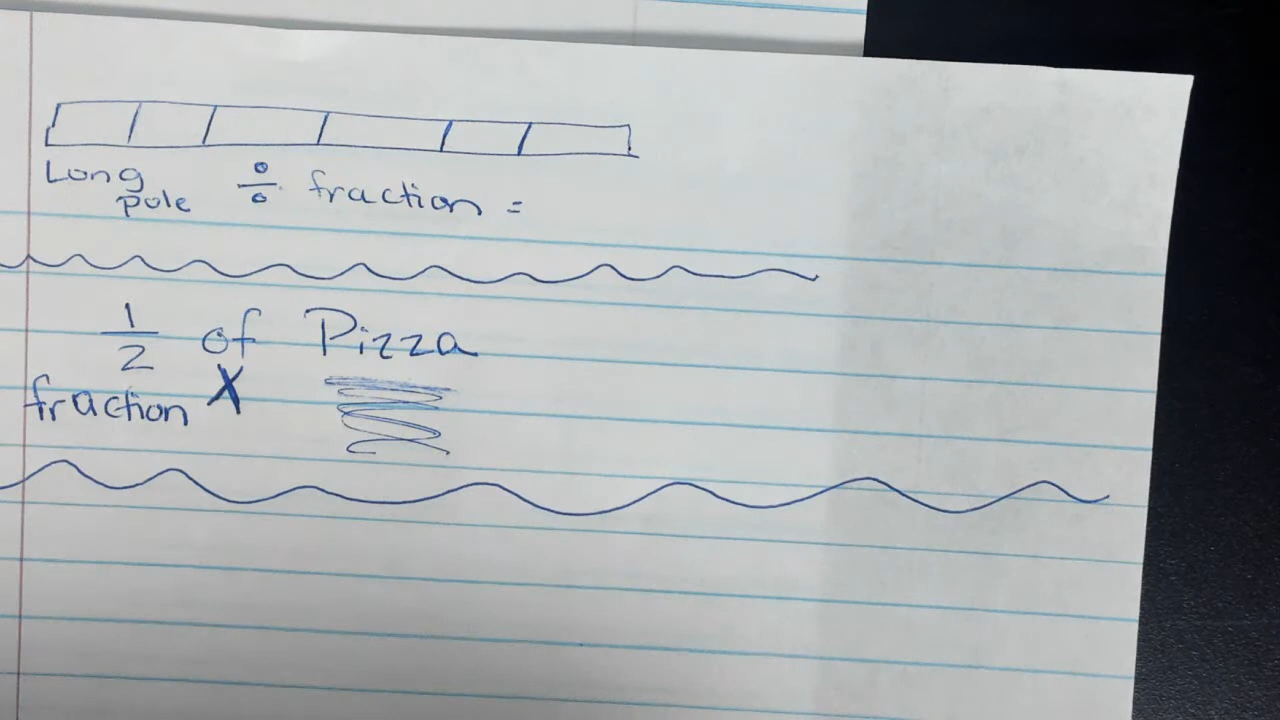 Long pole ÷ fraction =
1/2 of Pizza
fraction X